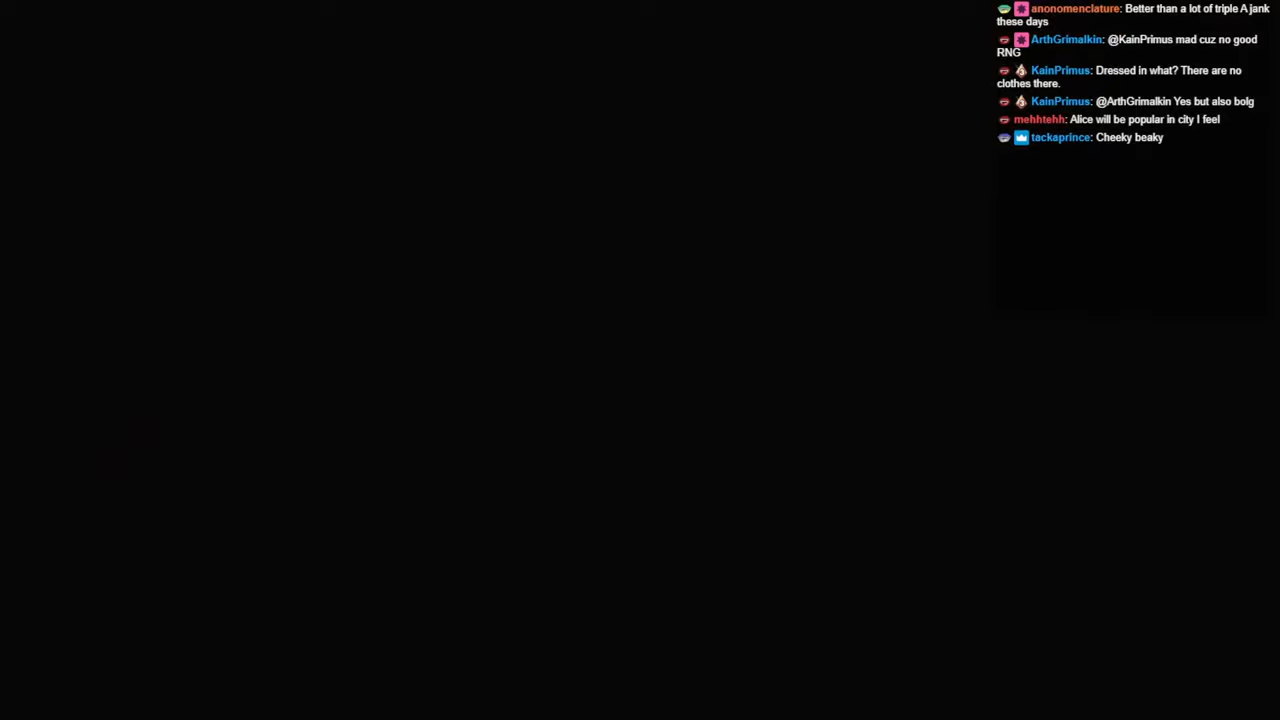 anonomenclature: Better than a lot of triple A jank
these days
ArthGrimalkin: @KainPrimus mad cuz no good
RNG
KainPrimus: Dressed in what? There are no
clothes there.
KainPrimus: @ArthGrimalkin Yes but also bolg
mehhtehh: Alice will be popular in city I feel
tackaprince: Cheeky beaky